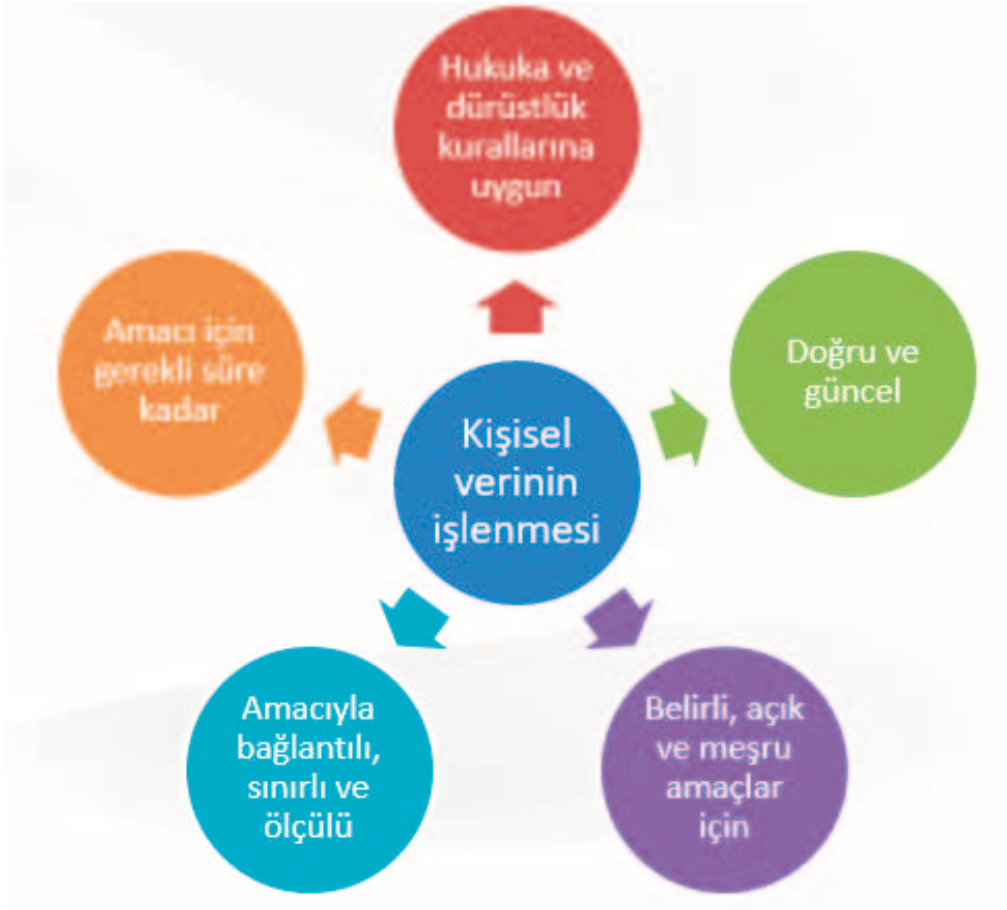 Hukuka ve
dürüstlük
kurallarına
uygun
Doğru ve
güncel
Belirli, açık
ve meşru
amaçlar
için
Amacıyla
bağlantılı,
sınırlı ve
ölçülü
Amacı için
gerekli süre
kadar
Kişisel
verinin
işlenmesi